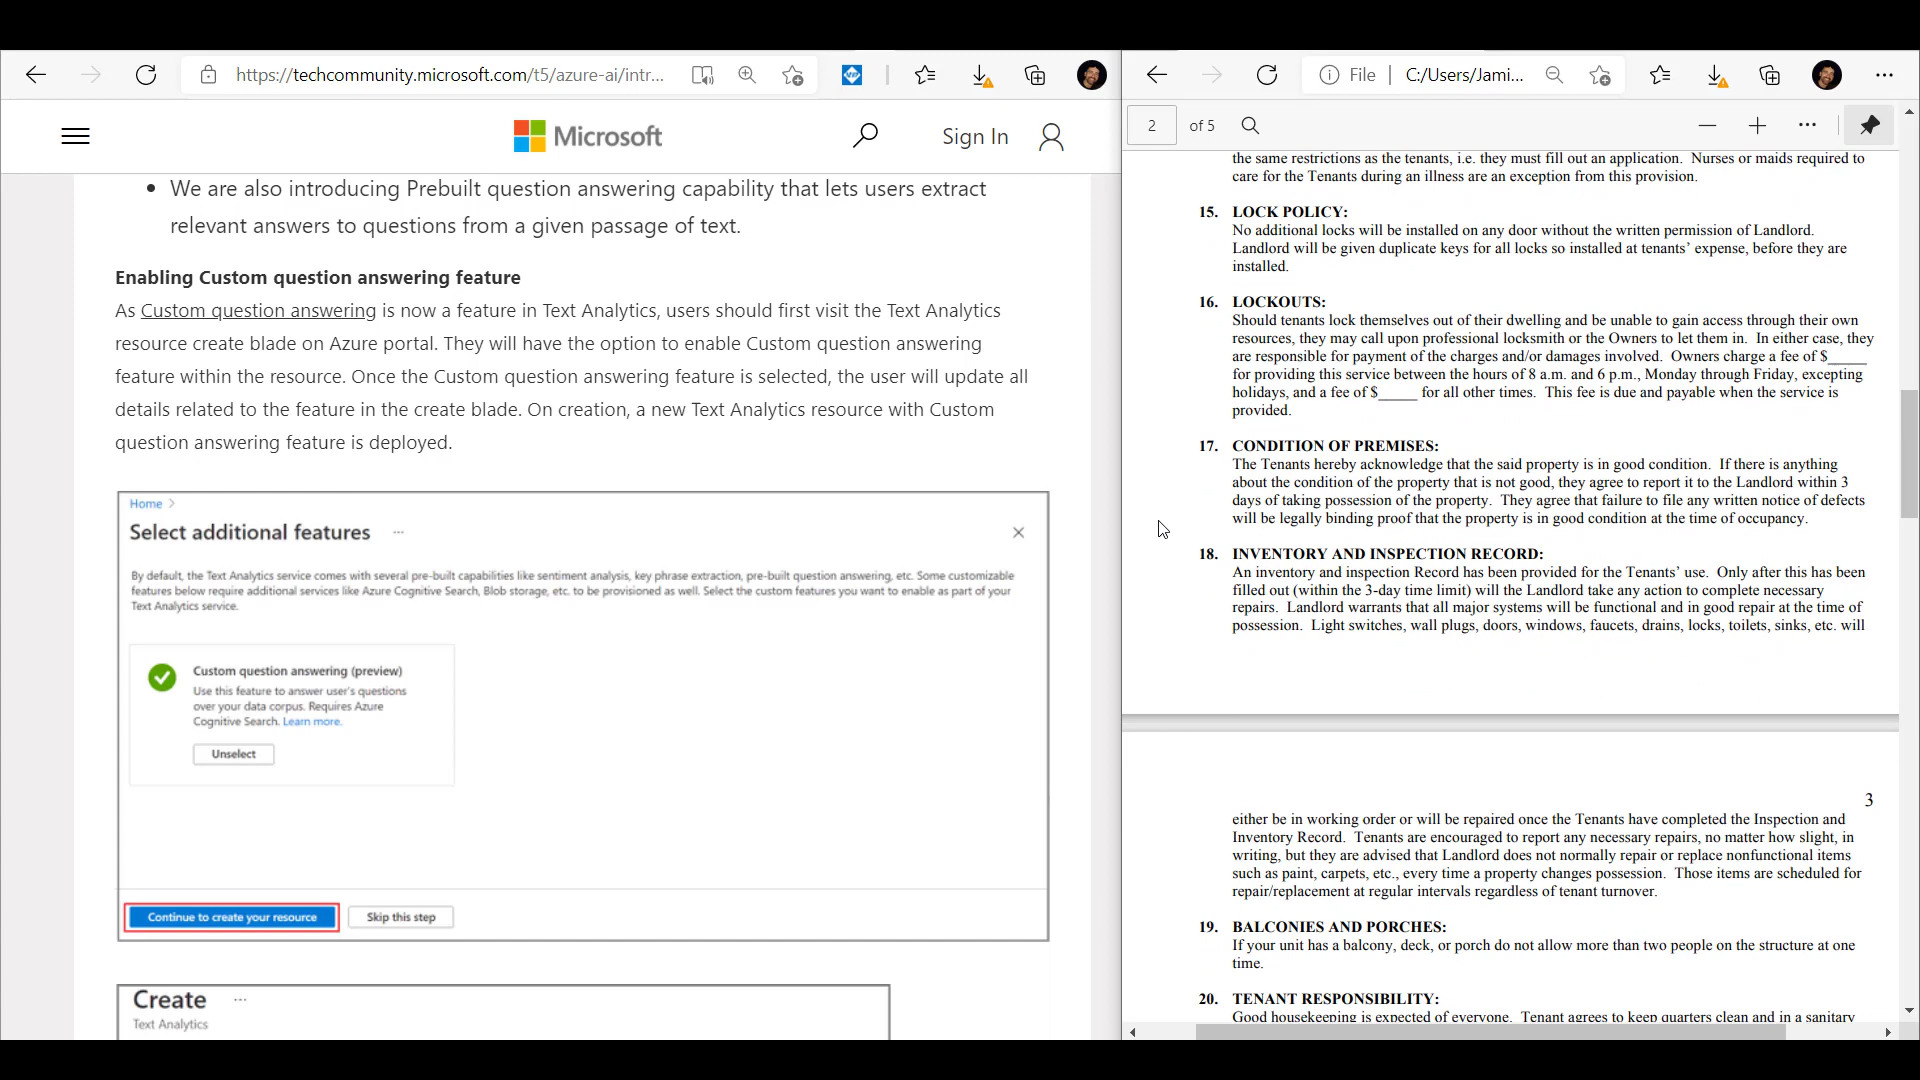 https://techcommunity.microsoft.com/t5/azure-ai/intr...
Microsoft
Sign In
• We are also introducing Prebuilt question answering capability that lets users extract
relevant answers to questions from a given passage of text.
Enabling Custom question answering feature
As Custom question answering is now a feature in Text Analytics, users should first visit the Text Analytics
resource create blade on Azure portal. They will have the option to enable Custom question answering
feature within the resource. Once the Custom question answering feature is selected, the user will update all
details related to the feature in the create blade. On creation, a new Text Analytics resource with Custom
question answering feature is deployed.
Home >
Select additional features ...
By default, the Text Analytics service comes with several pre-built capabilities like sentiment analysis, key phrase extraction, pre-built question answering, etc. Some customizable
features below require additional services like Azure Cognitive Search, Blob storage, etc. to be provisioned as well. Select the custom features you want to enable as part of your
Text Analytics service.
Custom question answering (preview)
Use this feature to answer user's questions
over your data corpus. Requires Azure
Cognitive Search. Learn more.
Unselect
Continue to create your resource
Skip this step
Create ...
Text Analytics
File | C:/Users/Jami...
2 of 5
the same restrictions as the tenants, i.e. they must fill out an application. Nurses or maids required to
care for the Tenants during an illness are an exception from this provision.
15. LOCK POLICY:
No additional locks will be installed on any door without the written permission of Landlord.
Landlord will be given duplicate keys for all locks so installed at tenants’ expense, before they are
installed.
16. LOCKOUTS:
Should tenants lock themselves out of their dwelling and be unable to gain access through their own
resources, they may call upon professional locksmith or the Owners to let them in. In either case, they
are responsible for payment of the charges and/or damages involved. Owners charge a fee of $_____
for providing this service between the hours of 8 a.m. and 6 p.m., Monday through Friday, excepting
holidays, and a fee of $_____ for all other times. This fee is due and payable when the service is
provided.
17. CONDITION OF PREMISES:
The Tenants hereby acknowledge that the said property is in good condition. If there is anything
about the condition of the property that is not good, they agree to report it to the Landlord within 3
days of taking possession of the property. They agree that failure to file any written notice of defects
will be legally binding proof that the property is in good condition at the time of occupancy.
18. INVENTORY AND INSPECTION RECORD:
An inventory and inspection Record has been provided for the Tenants’ use. Only after this has been
filled out (within the 3-day time limit) will the Landlord take any action to complete necessary
repairs. Landlord warrants that all major systems will be functional and in good repair at the time of
possession. Light switches, wall plugs, doors, windows, faucets, drains, locks, toilets, sinks, etc. will
3
either be in working order or will be repaired once the Tenants have completed the Inspection and
Inventory Record. Tenants are encouraged to report any necessary repairs, no matter how slight, in
writing, but they are advised that Landlord does not normally repair or replace nonfunctional items
such as paint, carpets, etc., every time a property changes possession. Those items are scheduled for
repair/replacement at regular intervals regardless of tenant turnover.
19. BALCONIES AND PORCHES:
If your unit has a balcony, deck, or porch do not allow more than two people on the structure at one
time.
20. TENANT RESPONSIBILITY:
Good housekeeping is expected of everyone. Tenant agrees to keep quarters clean and in a sanitary